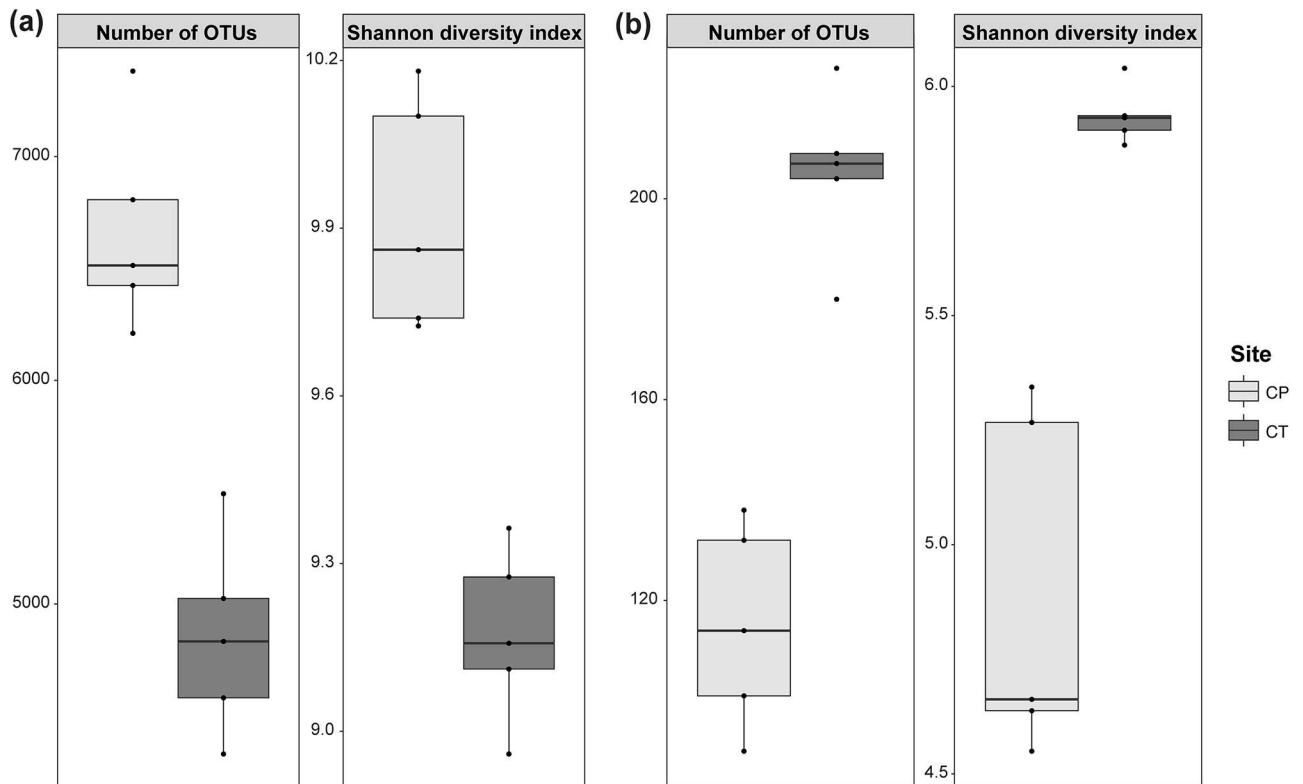 (a)
Number of OTUs
Shannon diversity index
7000
6000
5000
10.2
9.9
9.6
9.3
9.0
(b)
Number of OTUs
Shannon diversity index
200
160
120
6.0
5.5
5.0
4.5
Site
CP
CT